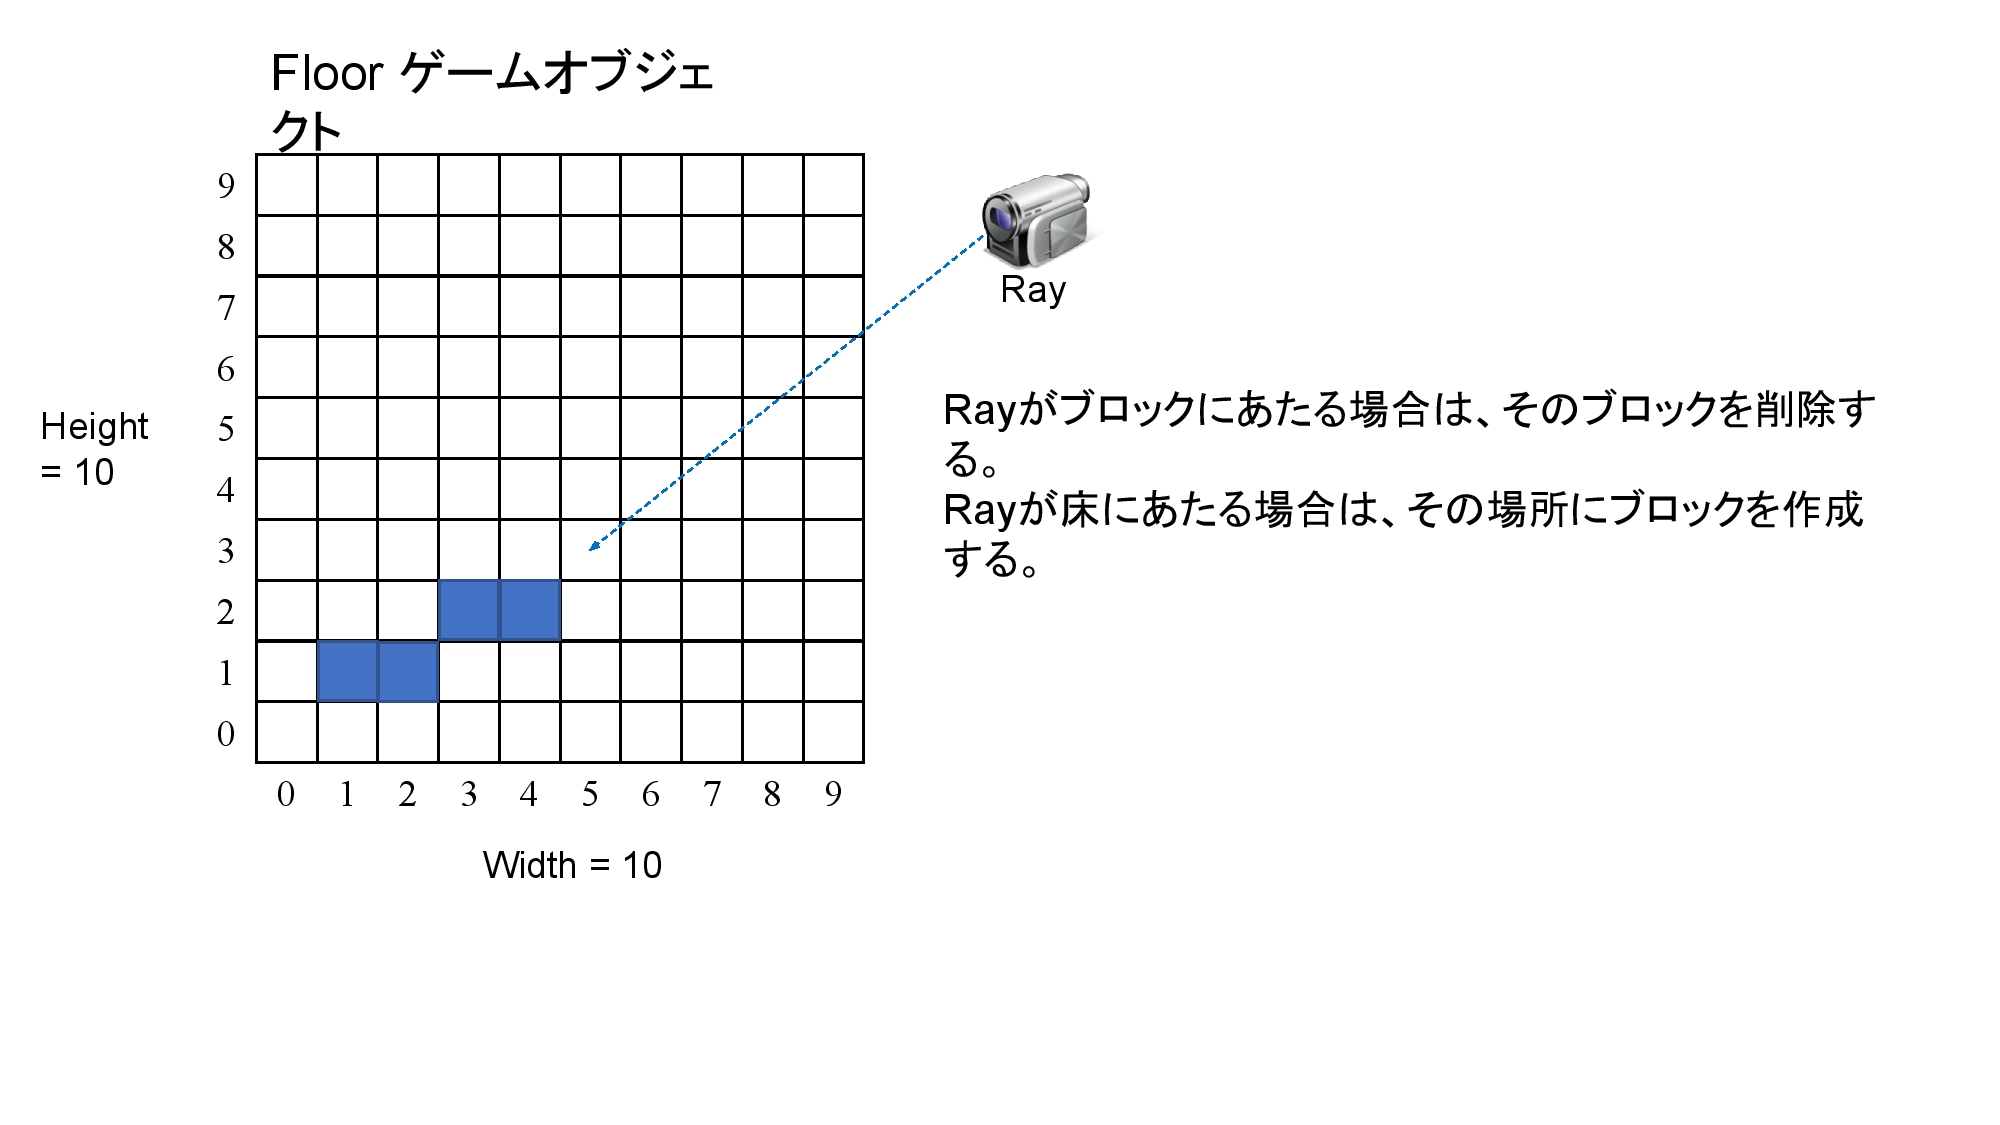 Floor ゲームオブジェ
クト
9
8
7
6
5
4
3
2
1
0
Height
= 10
0 1 2 3 4 5 6 7 8 9
Width = 10
Ray
Rayがブロックにあたる場合は、そのブロックを削除す
る。
Rayが床にあたる場合は、その場所にブロックを作成
する。